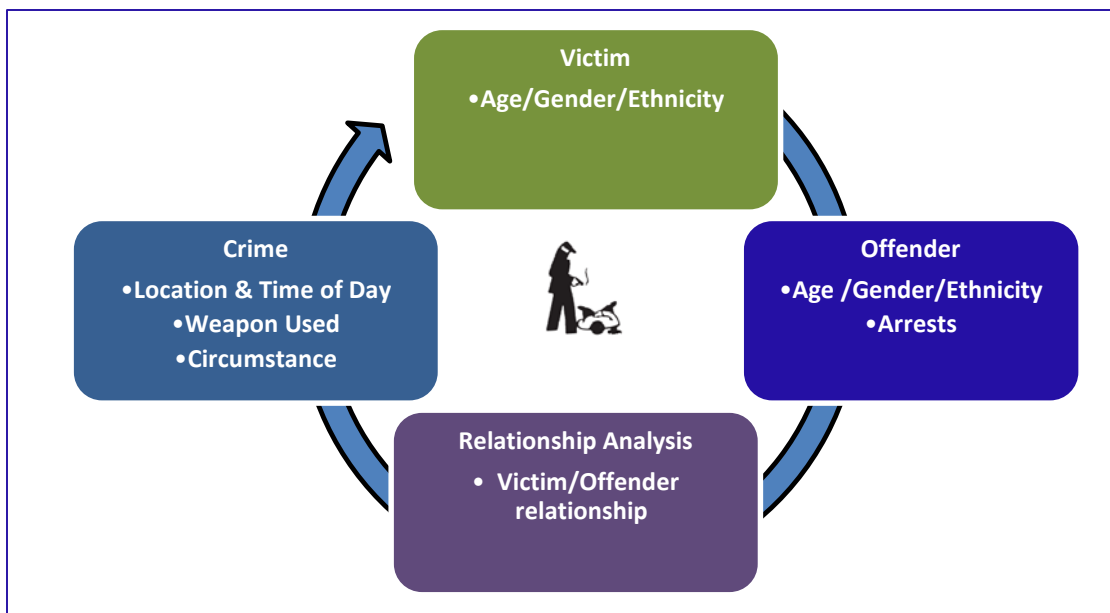 Victim
•Age/Gender/Ethnicity
Crime
•Location & Time of Day
•Weapon Used
•Circumstance
Offender
•Age /Gender/Ethnicity
•Arrests
Relationship Analysis
• Victim/Offender
relationship